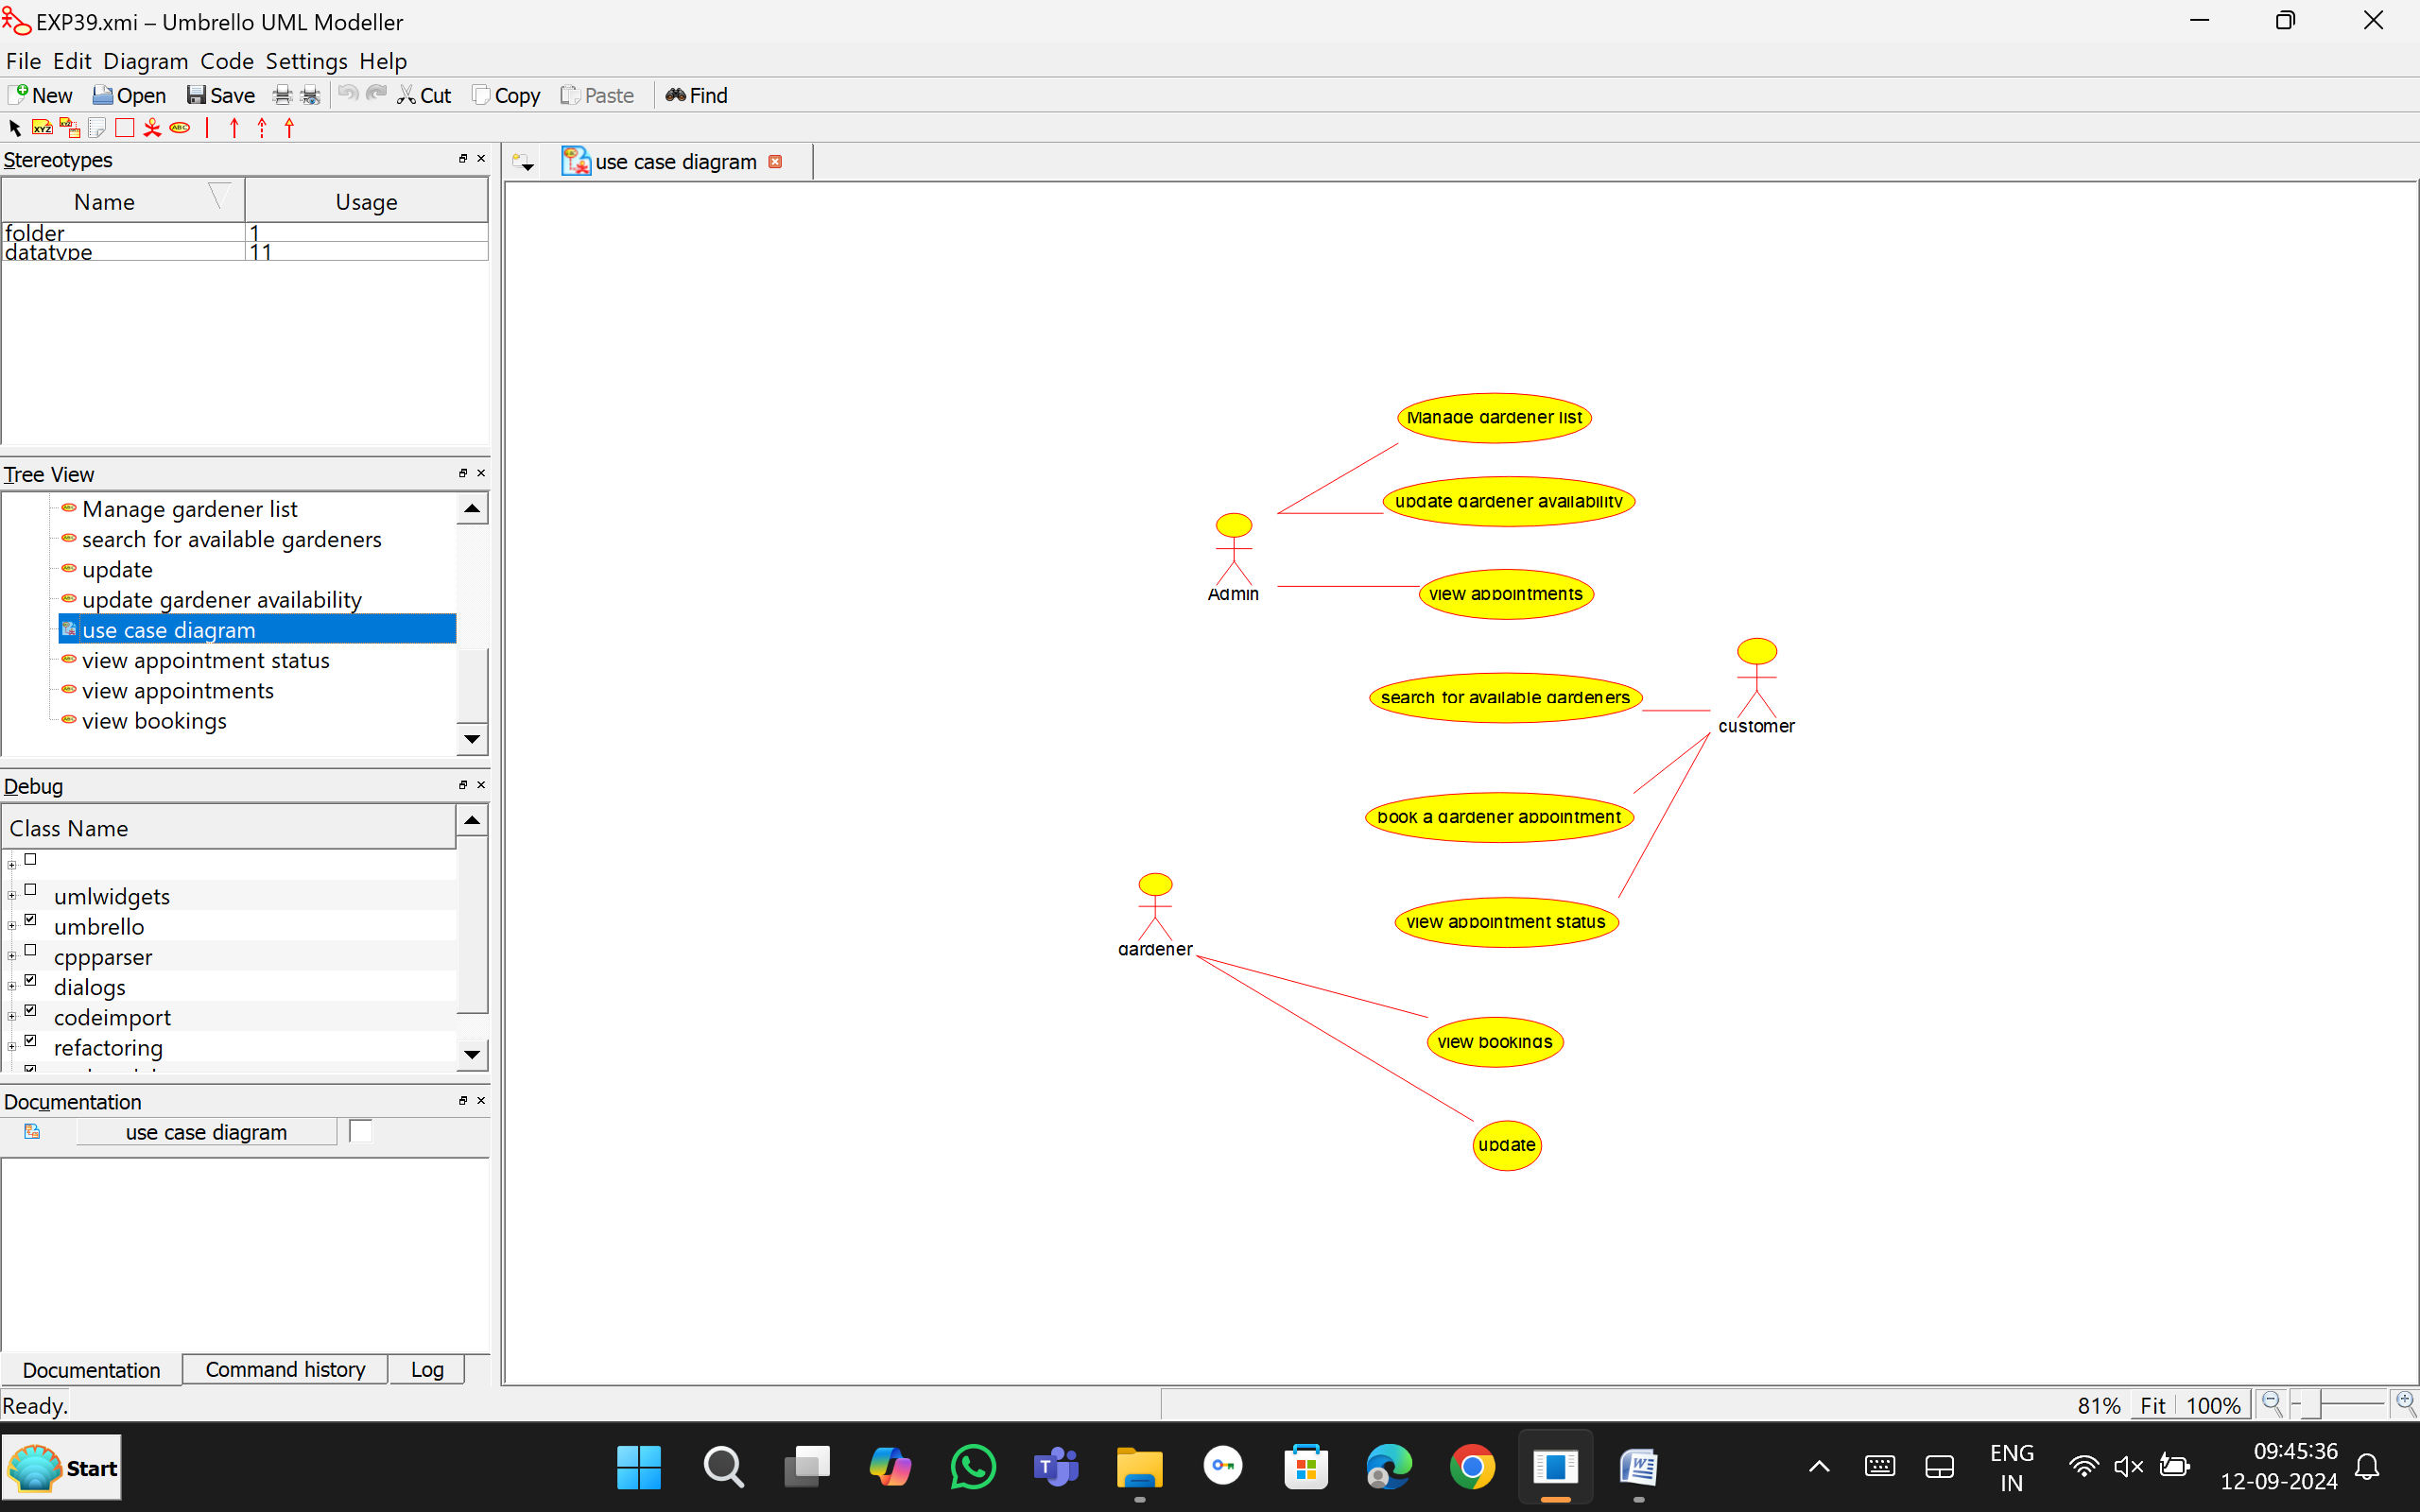 EXP39.xmi – Umbrello UML Modeller
File Edit Diagram Code Settings Help
New Open Save Cut Copy Paste Find
Stereotypes
Name Usage
folder 1
datatype 11
Tree View
Manage gardener list
search for available gardeners
update
update gardener availability
use case diagram
view appointment status
view appointments
view bookings
Debug
Class Name
umlwidgets
umbrello
cppparser
dialogs
codeimport
refactoring
Documentation
use case diagram
Documentation Command history Log
Ready.
use case diagram
Manage gardener list
update gardener availability
Admin
view appointments
search for available gardeners
customer
book a gardener appointment
view appointment status
gardener
view bookings
update
81% Fit 100%
Start
ENG
IN
09:45:36
12-09-2024